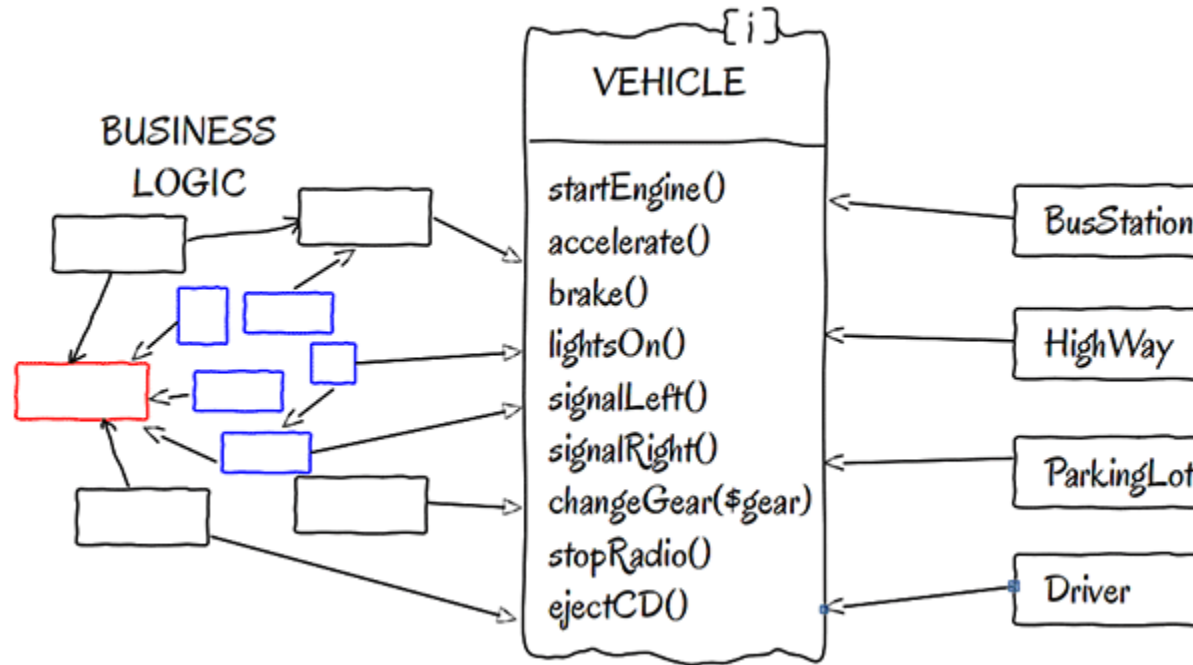 [i]
VEHICLE
BUSINESS
LOGIC
startEngine()
accelerate()
brake()
lightsOn()
signalLeft()
signalRight()
changeGear($gear)
stopRadio()
ejectCD()
BusStation
HighWay
ParkingLot
Driver